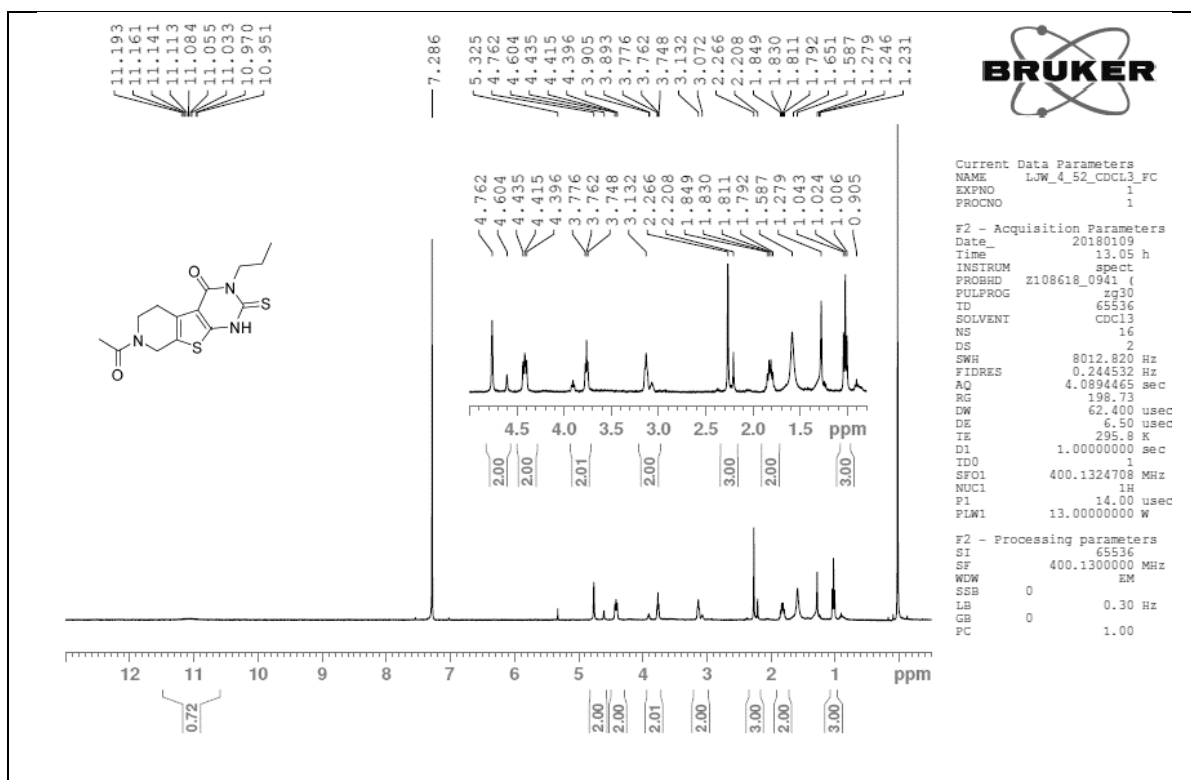 11.193
11.161
11.141
11.113
11.084
11.055
11.033
10.970
10.951
7.286
5.325
4.762
4.604
4.435
4.415
4.396
3.905
3.893
3.776
3.762
3.748
3.132
3.072
2.266
2.208
1.849
1.830
1.811
1.792
1.651
1.587
1.279
1.246
1.231
BRUKER
Current Data Parameters
NAME LJW_4_52_CDCL3_FC
EXPNO 1
PROCNO 1
F2 - Acquisition Parameters
Date_ 20180109
Time 13.05 h
INSTRUM spect
PROBHD Z108618_0941 (
PULPROG zg30
TD 65536
SOLVENT CDCl3
NS 16
DS 2
SWH 8012.820 Hz
FIDRES 0.244532 Hz
AQ 4.0894465 sec
RG 198.73
DW 62.400 usec
DE 6.50 usec
TE 295.8 K
D1 1.00000000 sec
TD0 1
SFO1 400.1324708 MHz
NUC1 1H
P1 14.00 usec
PLW1 13.00000000 W
F2 - Processing parameters
SI 65536
SF 400.1300000 MHz
WDW EM
SSB 0
LB 0.30 Hz
GB 0
PC 1.00
4.762
4.604
4.435
4.415
4.396
3.776
3.762
3.748
3.132
2.266
2.208
1.849
1.830
1.811
1.792
1.587
1.279
1.043
1.024
1.006
0.905
O
N
S
NH
S
N
O
4.5 4.0 3.5 3.0 2.5 2.0 1.5 ppm
2.00 2.00 2.01 2.00 3.00 2.00 3.00
12 11 10 9 8 7 6 5 4 3 2 1 ppm
0.72 2.00 2.00 2.01 2.00 3.00 2.00 3.00